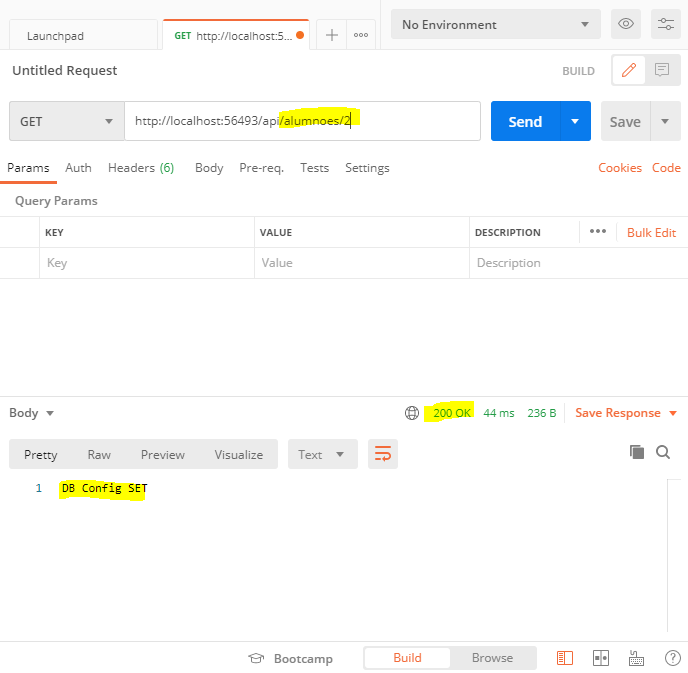 Launchpad
GET http://localhost:5...
No Environment
Untitled Request
BUILD
GET
http://localhost:56493/api/alumnoes/2
Send
Save
Params Auth Headers (6) Body Pre-req. Tests Settings
Cookies Code
Query Params
KEY VALUE DESCRIPTION
Bulk Edit
Key Value Description
Body
200 OK 44 ms 236 B Save Response
Pretty Raw Preview Visualize Text
1 DB Config SET
Bootcamp Build Browse